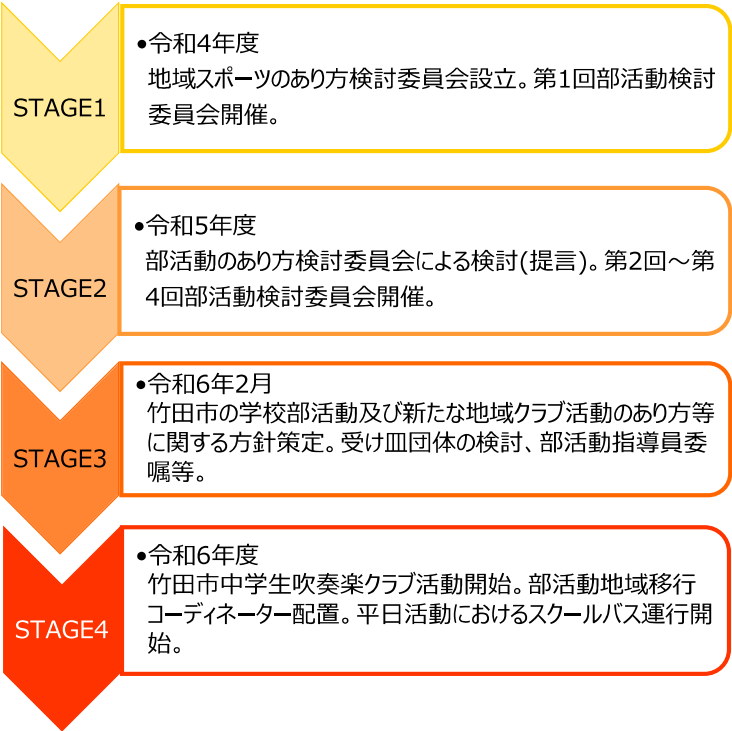 STAGE1
•令和4年度
地域スポーツのあり方検討委員会設立。第1回部活動検討
委員会開催。
STAGE2
•令和5年度
部活動のあり方検討委員会による検討(提言)。第2回～第
4回部活動検討委員会開催。
STAGE3
•令和6年2月
竹田市の学校部活動及び新たな地域クラブ活動のあり方等
に関する方針策定。受け皿団体の検討、部活動指導員委
嘱等。
STAGE4
•令和6年度
竹田市中学生吹奏楽クラブ活動開始。部活動地域移行
コーディネーター配置。平日活動におけるスクールバス運行開
始。